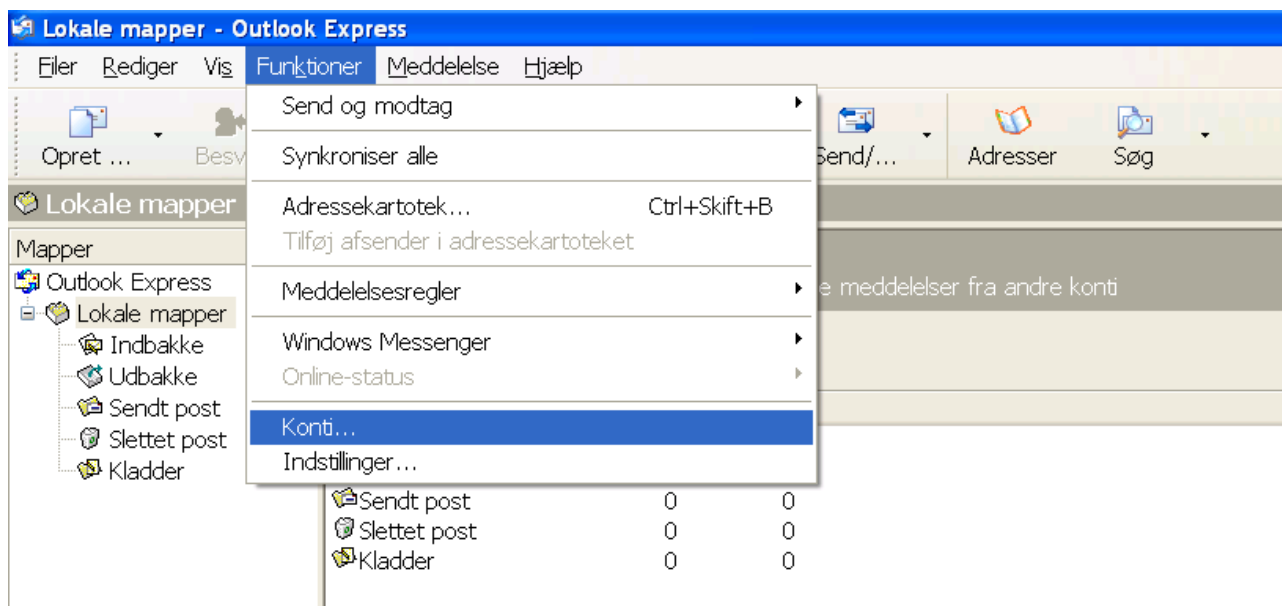 Lokale mapper - Outlook Express
Filer Rediger Vis Funktioner Meddelelse Hjælp
Opret ... Besv Send/... Adresser Søg
Lokale mapper
Mapper
Outlook Express
Lokale mapper
Indbakke
Udbakke
Sendt post
Slettet post
Kladder
Send og modtag
Synkroniser alle
Adressekartotek... Ctrl+Skift+B
Tilføj afsender i adressekartoteket
Meddelelsesregler
Windows Messenger
Online-status
Konti...
Indstillinger...
e meddelelser fra andre konti
Sendt post 0 0
Slettet post 0 0
Kladder 0 0